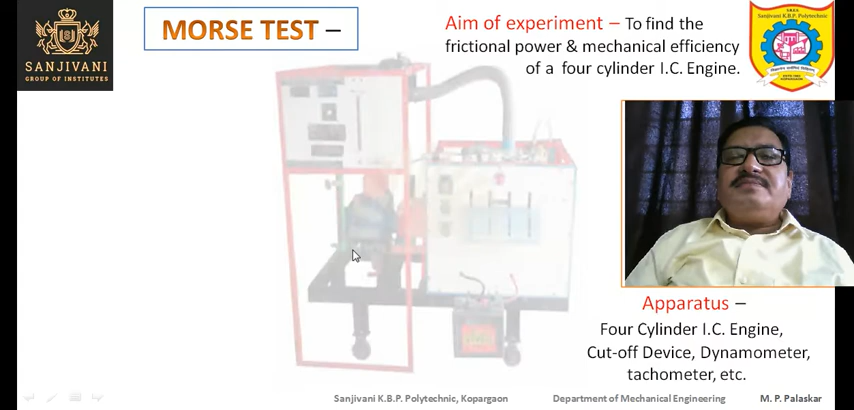 SANJIVANI
GROUP OF INSTITUTES
MORSE TEST –
Aim of experiment – To find the
frictional power & mechanical efficiency
of a four cylinder I.C. Engine.
Sanjivani K.B.P. Polytechnic
Apparatus –
Four Cylinder I.C. Engine,
Cut-off Device, Dynamometer,
tachometer, etc.
Sanjivani K.B.P. Polytechnic, Kopargaon
Department of Mechanical Engineering
M. P. Palaskar